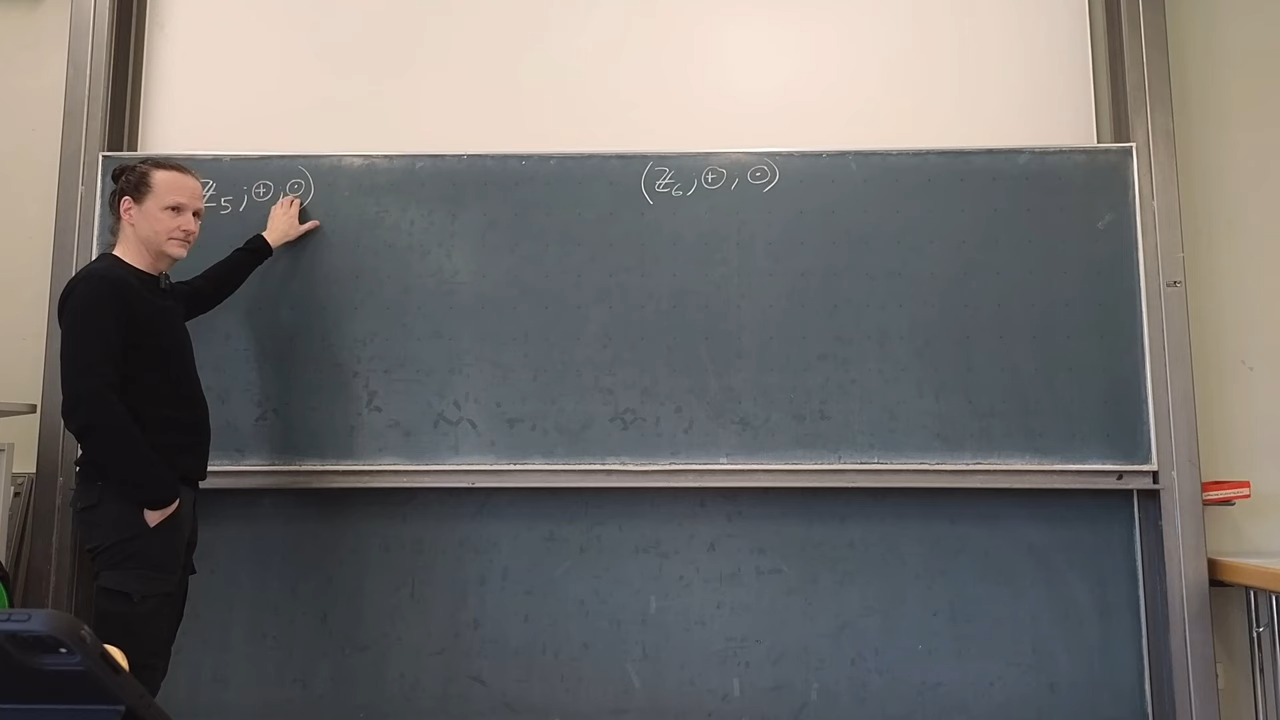 ℤ₅; ⊕, ⊙)
(ℤ₆; ⊕, ⊙)